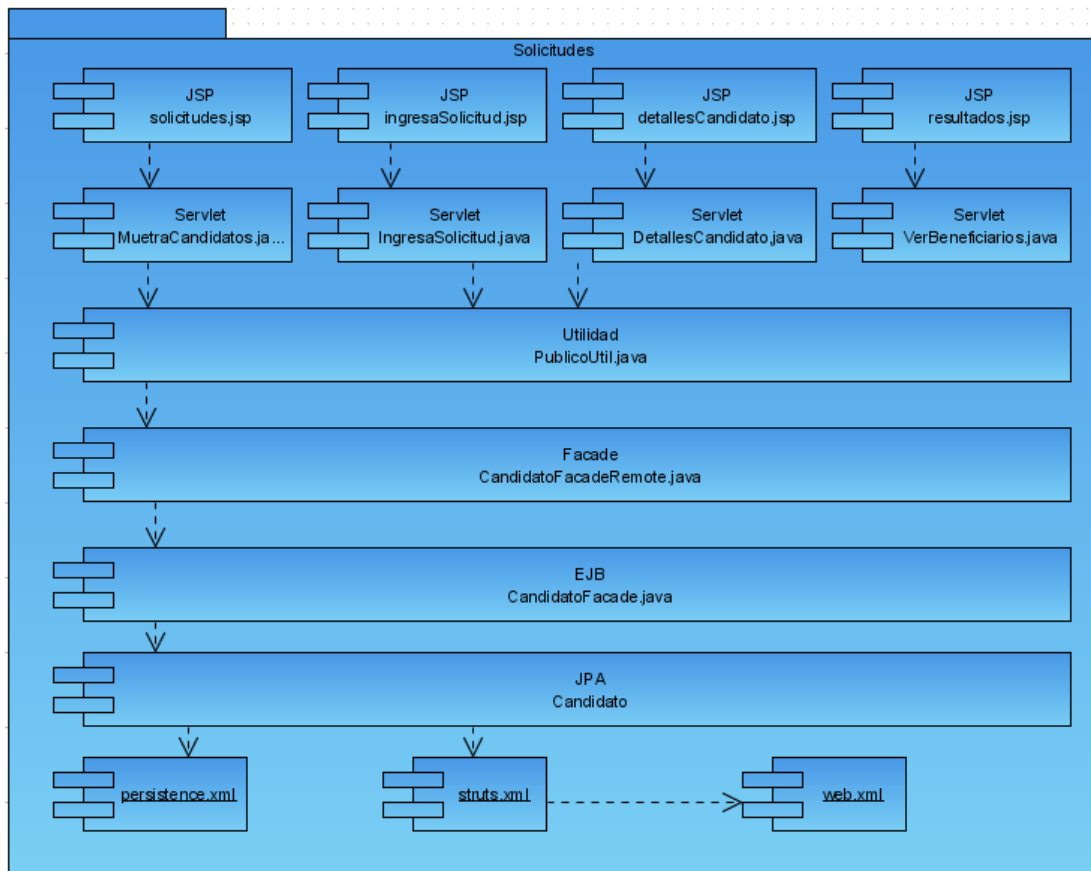 Solicitudes
JSP
solicitudes.jsp
JSP
ingresaSolicitud.jsp
JSP
detallesCandidato.jsp
JSP
resultados.jsp
Servlet
MuetraCandidatos.ja...
Servlet
IngresaSolicitud.java
Servlet
DetallesCandidato.java
Servlet
VerBeneficiarios.java
Utilidad
PublicoUtil.java
Facade
CandidatoFacadeRemote.java
EJB
CandidatoFacade.java
JPA
Candidato
persistence.xml
struts.xml
web.xml